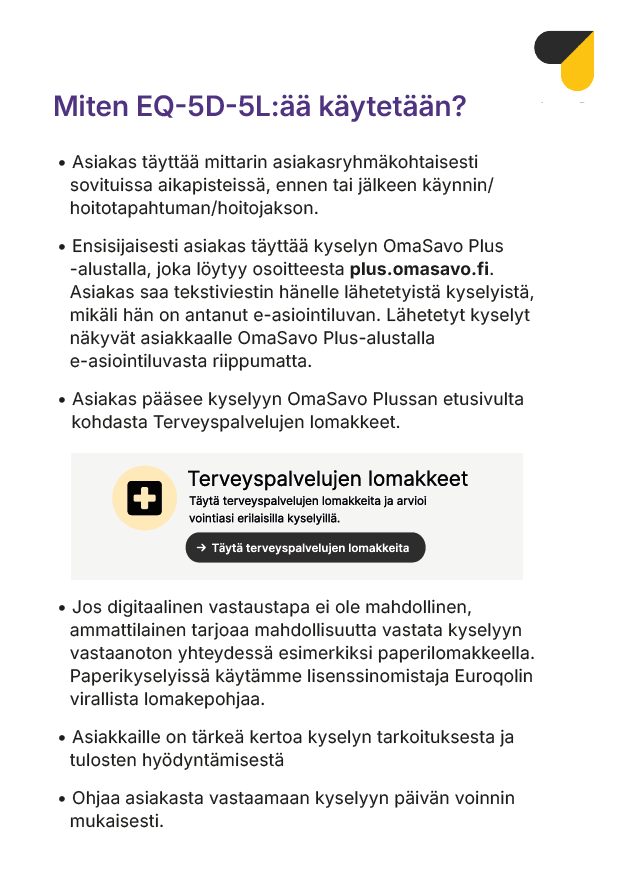 Miten EQ-5D-5L:ää käytetään?
• Asiakas täyttää mittarin asiakasryhmäkohtaisesti
sovituissa aikapisteissä, ennen tai jälkeen käynnin/
hoitotapahtuman/hoitojakson.
• Ensisijaisesti asiakas täyttää kyselyn OmaSavo Plus
-alustalla, joka löytyy osoitteesta plus.omasavo.fi.
Asiakas saa tekstiviestin hänelle lähetetyistä kyselyistä,
mikäli hän on antanut e-asiointiluvan. Lähetetyt kyselyt
näkyvät asiakkaalle OmaSavo Plus-alustalla
e-asiointiluvasta riippumatta.
• Asiakas pääsee kyselyyn OmaSavo Plussan etusivulta
kohdasta Terveyspalvelujen lomakkeet.
Terveyspalvelujen lomakkeet
Täytä terveyspalvelujen lomakkeita ja arvioi
vointiasi erilaisilla kyselyillä.
→ Täytä terveyspalvelujen lomakkeita
• Jos digitaalinen vastaustapa ei ole mahdollinen,
ammattilainen tarjoaa mahdollisuutta vastata kyselyyn
vastaanoton yhteydessä esimerkiksi paperilomakkeella.
Paperikyselyissä käytämme lisenssinomistaja Euroqolin
virallista lomakepohjaa.
• Asiakkaille on tärkeä kertoa kyselyn tarkoituksesta ja
tulosten hyödyntämisestä
• Ohjaa asiakasta vastaamaan kyselyyn päivän voinnin
mukaisesti.